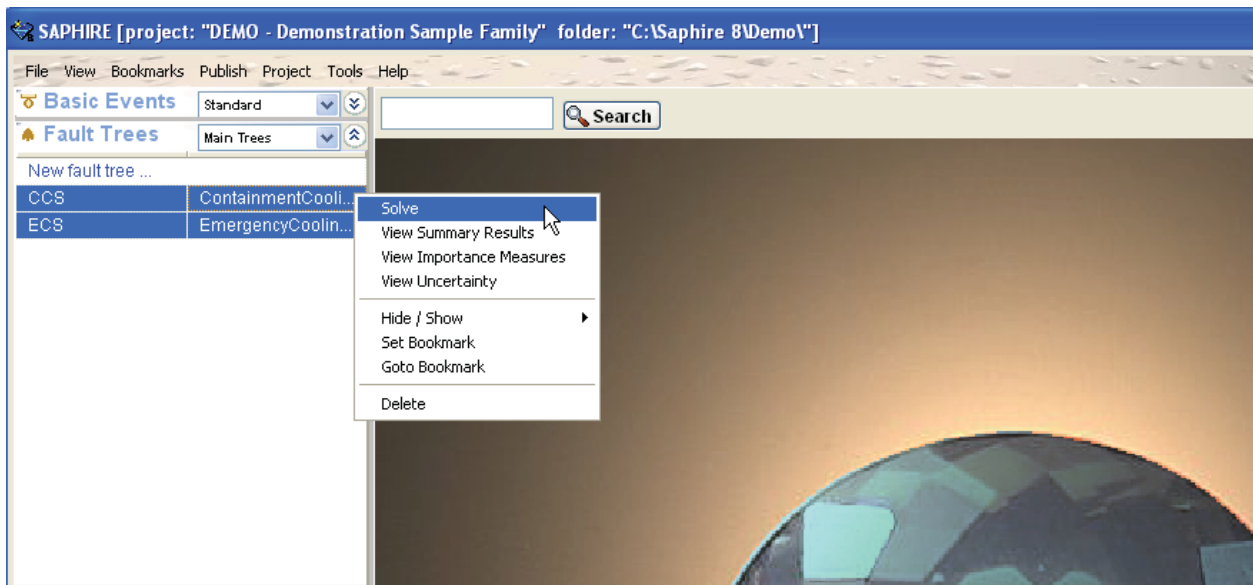 SAPHIRE [project: "DEMO - Demonstration Sample Family" folder: "C:\Saphire 8\Demo\"]
File View Bookmarks Publish Project Tools Help
Basic Events Standard
Search
Fault Trees Main Trees
New fault tree ...
CCS ContainmentCooli...
ECS EmergencyCoolin...
Solve
View Summary Results
View Importance Measures
View Uncertainty
Hide / Show
Set Bookmark
Goto Bookmark
Delete